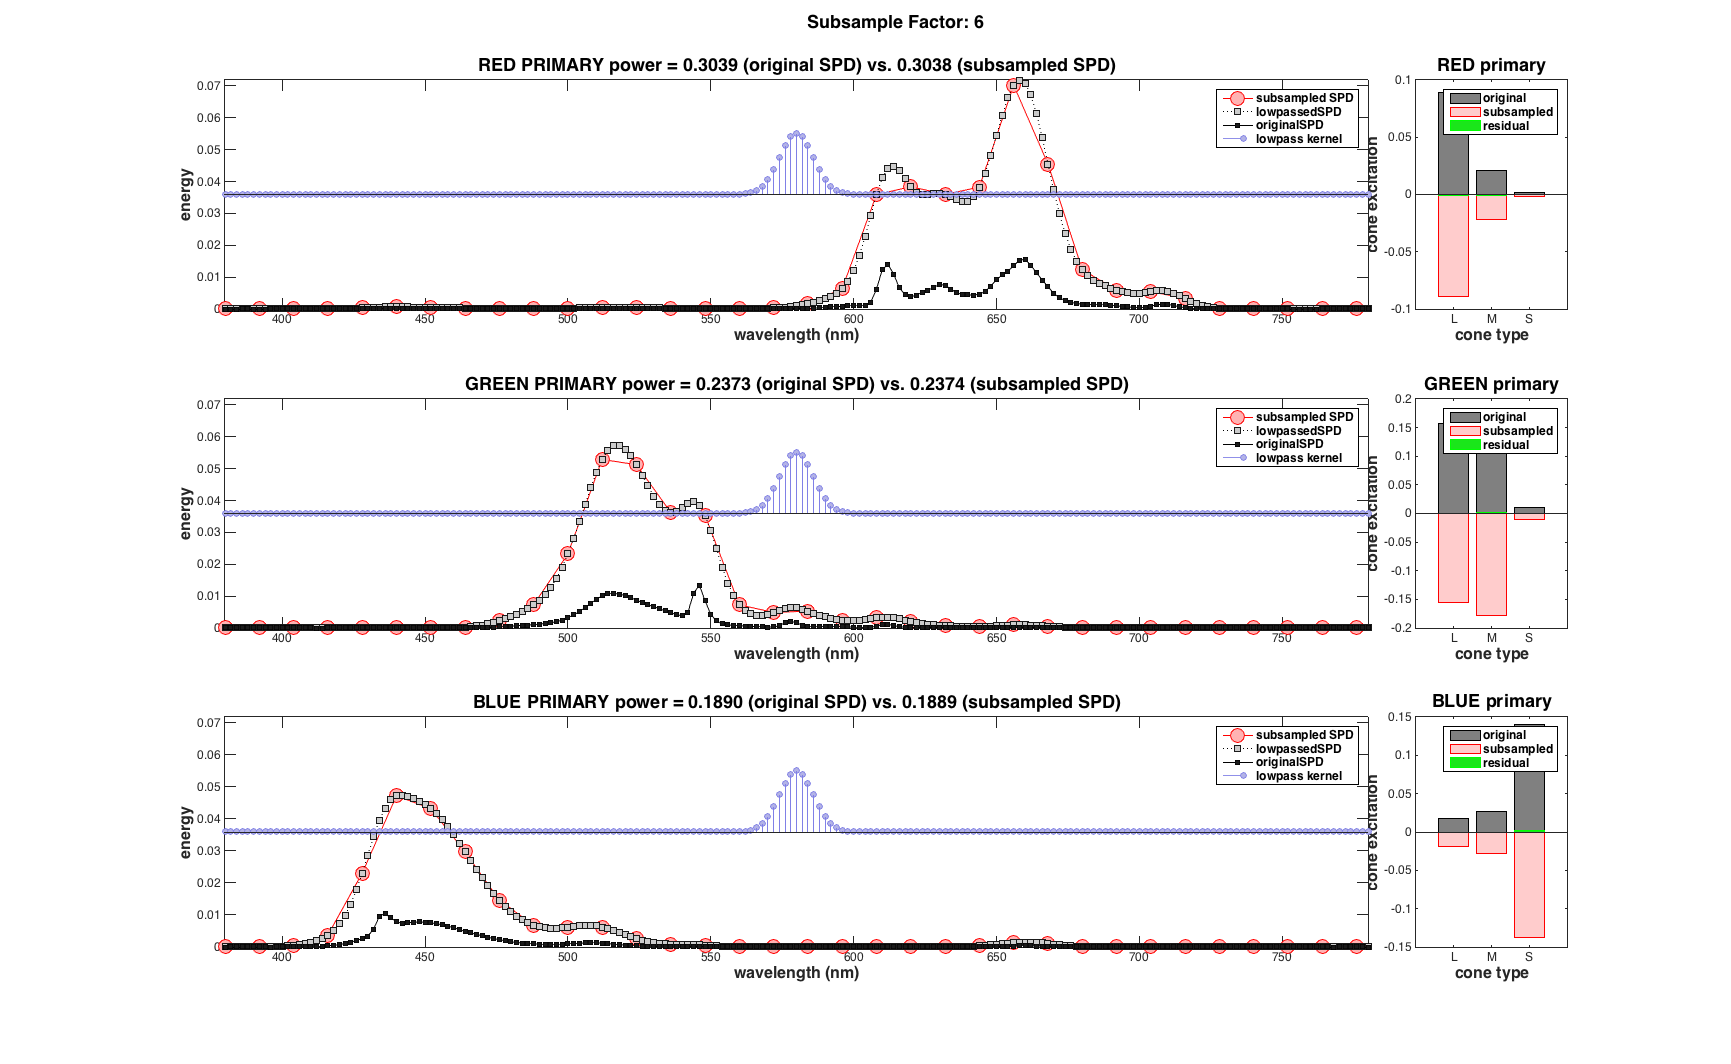 Subsample Factor: 6
RED PRIMARY power = 0.3039 (original SPD) vs. 0.3038 (subsampled SPD)
0.07
0.06
0.05
0.04
0.03
0.02
0.01
0
energy
400
450
500
550
600
650
700
750
wavelength (nm)
subsampled SPD
lowpassedSPD
originalSPD
lowpass kernel
RED primary
0.1
0.05
0
-0.05
-0.1
cone excitation
original
subsampled
residual
L M S
cone type
GREEN PRIMARY power = 0.2373 (original SPD) vs. 0.2374 (subsampled SPD)
0.07
0.06
0.05
0.04
0.03
0.02
0.01
0
energy
400
450
500
550
600
650
700
750
wavelength (nm)
subsampled SPD
lowpassedSPD
originalSPD
lowpass kernel
GREEN primary
0.2
0.15
0.1
0.05
0
-0.05
-0.1
-0.15
-0.2
cone excitation
original
subsampled
residual
L M S
cone type
BLUE PRIMARY power = 0.1890 (original SPD) vs. 0.1889 (subsampled SPD)
0.07
0.06
0.05
0.04
0.03
0.02
0.01
0
energy
400
450
500
550
600
650
700
750
wavelength (nm)
subsampled SPD
lowpassedSPD
originalSPD
lowpass kernel
BLUE primary
0.15
0.1
0.05
0
-0.05
-0.1
-0.15
cone excitation
original
subsampled
residual
L M S
cone type